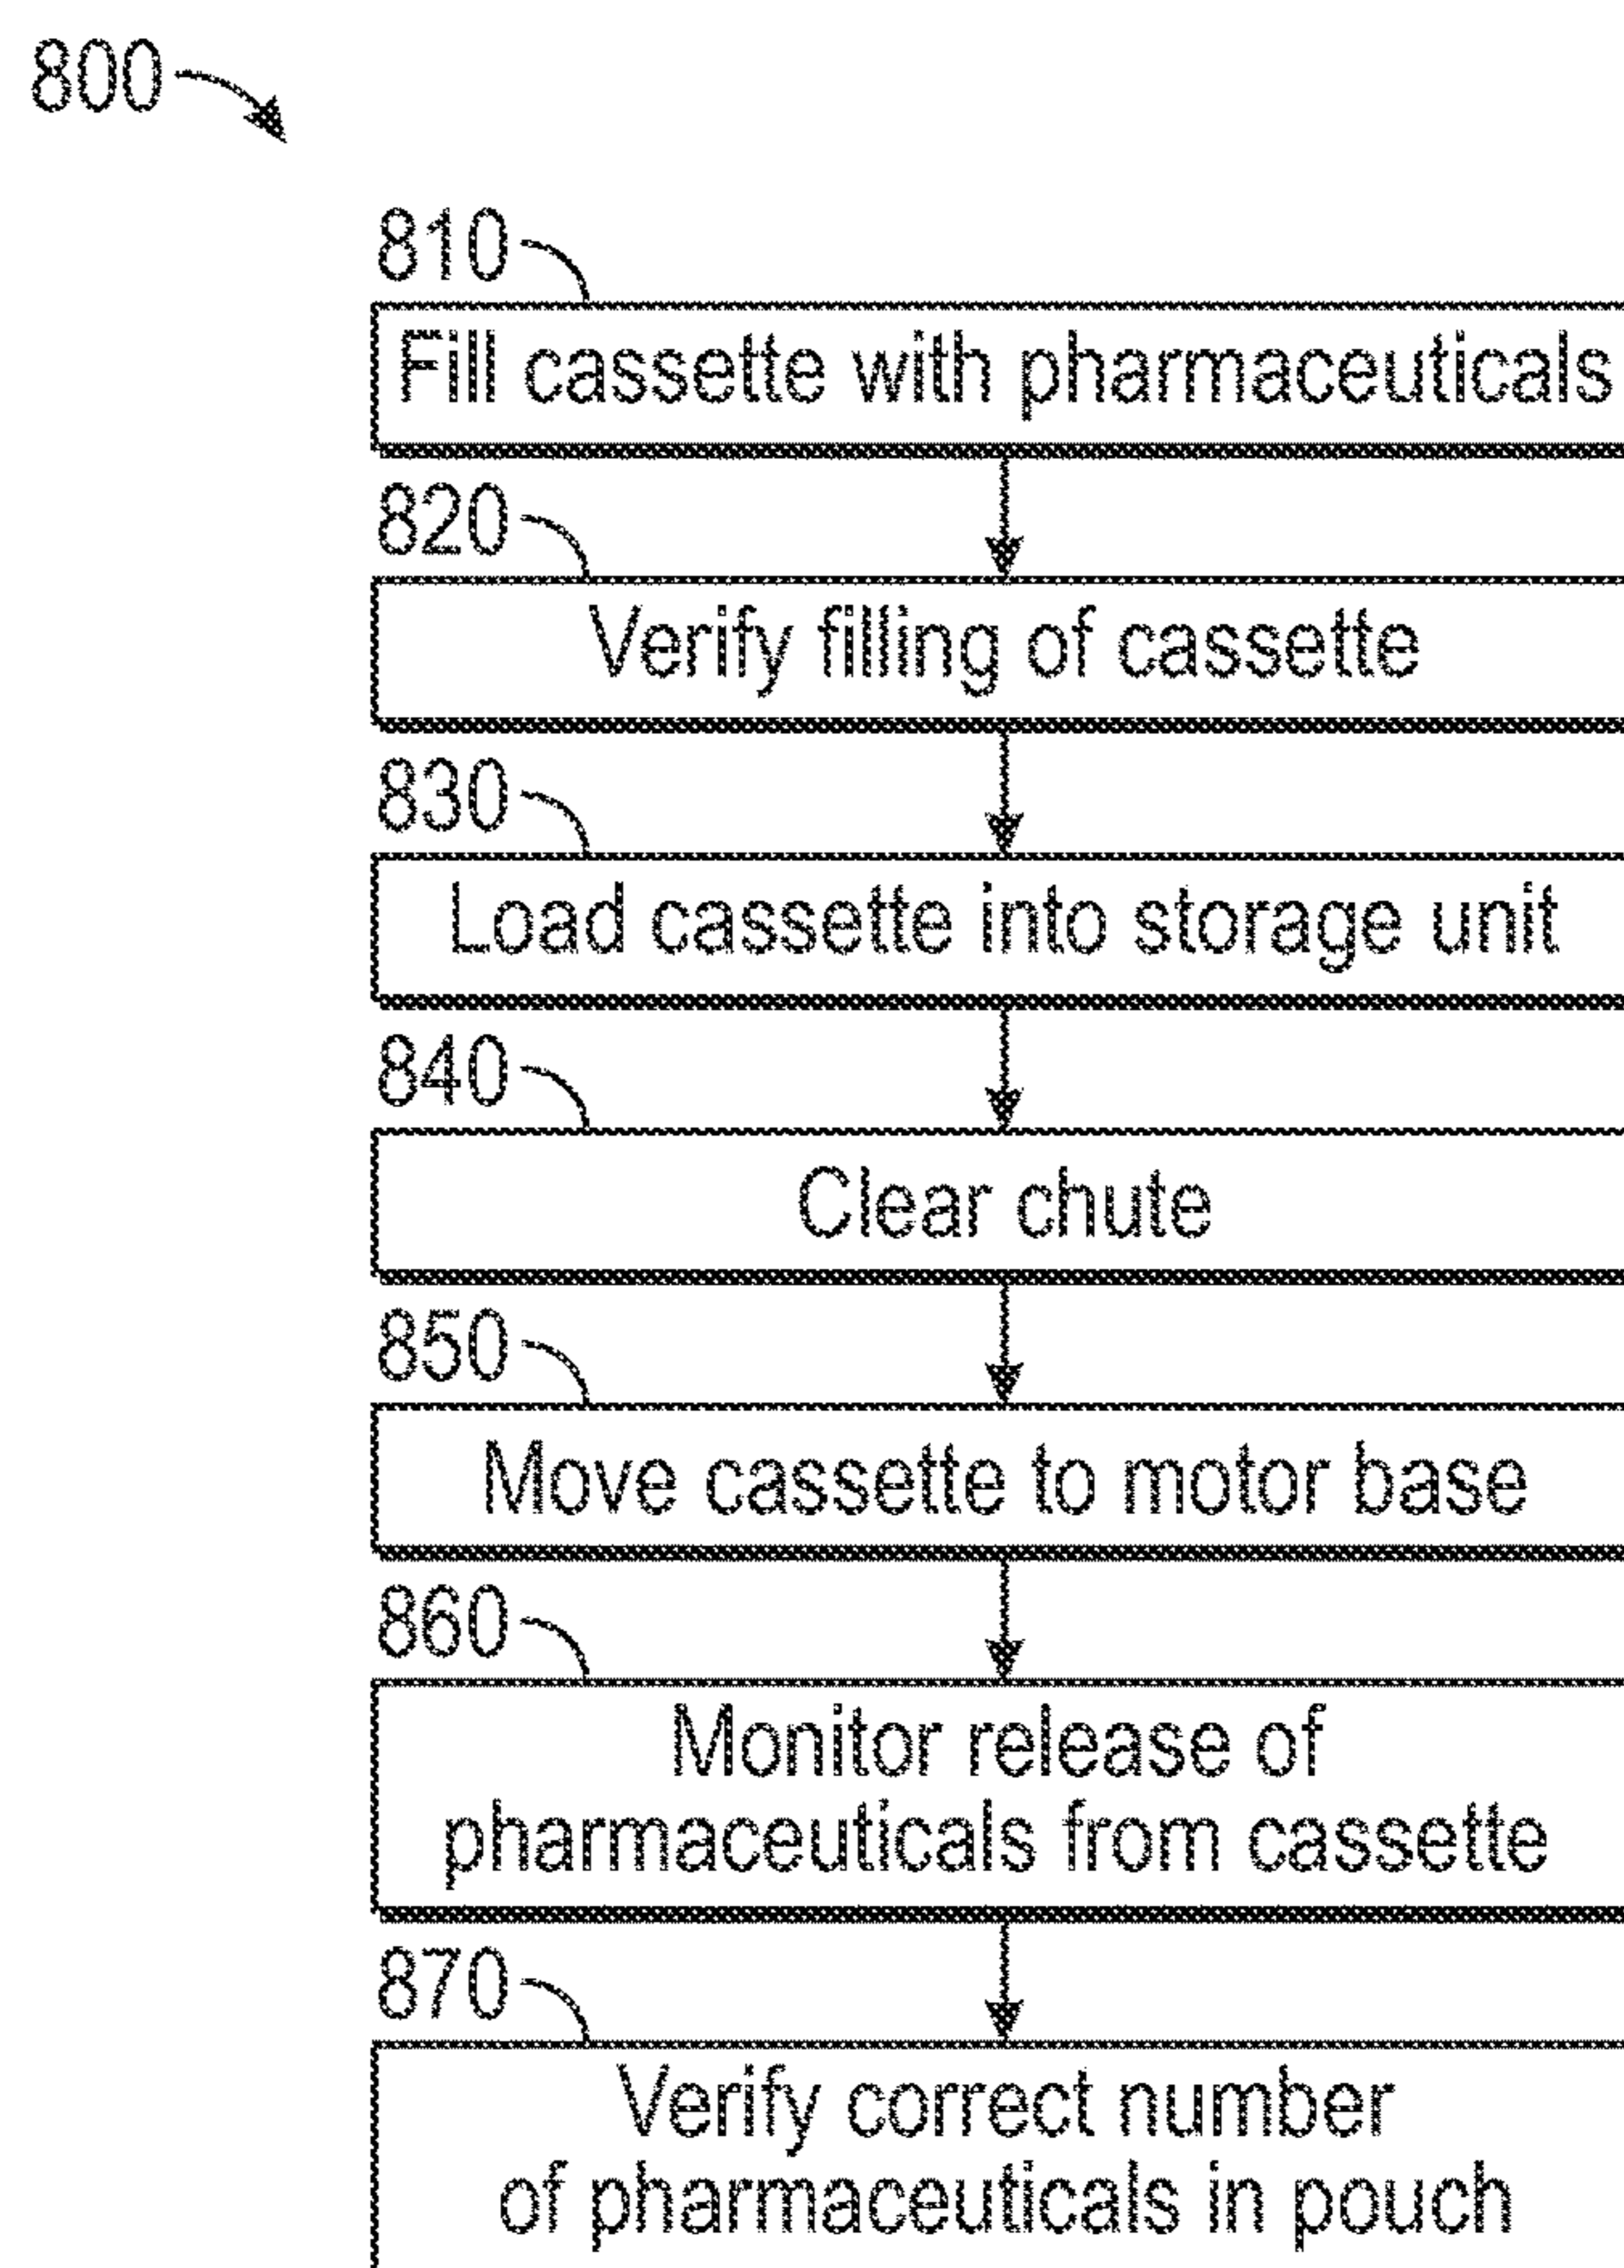 800
810
Fill cassette with pharmaceuticals
820
Verify filling of cassette
830
Load cassette into storage unit
840
Clear chute
850
Move cassette to motor base
860
Monitor release of
pharmaceuticals from cassette
870
Verify correct number
of pharmaceuticals in pouch